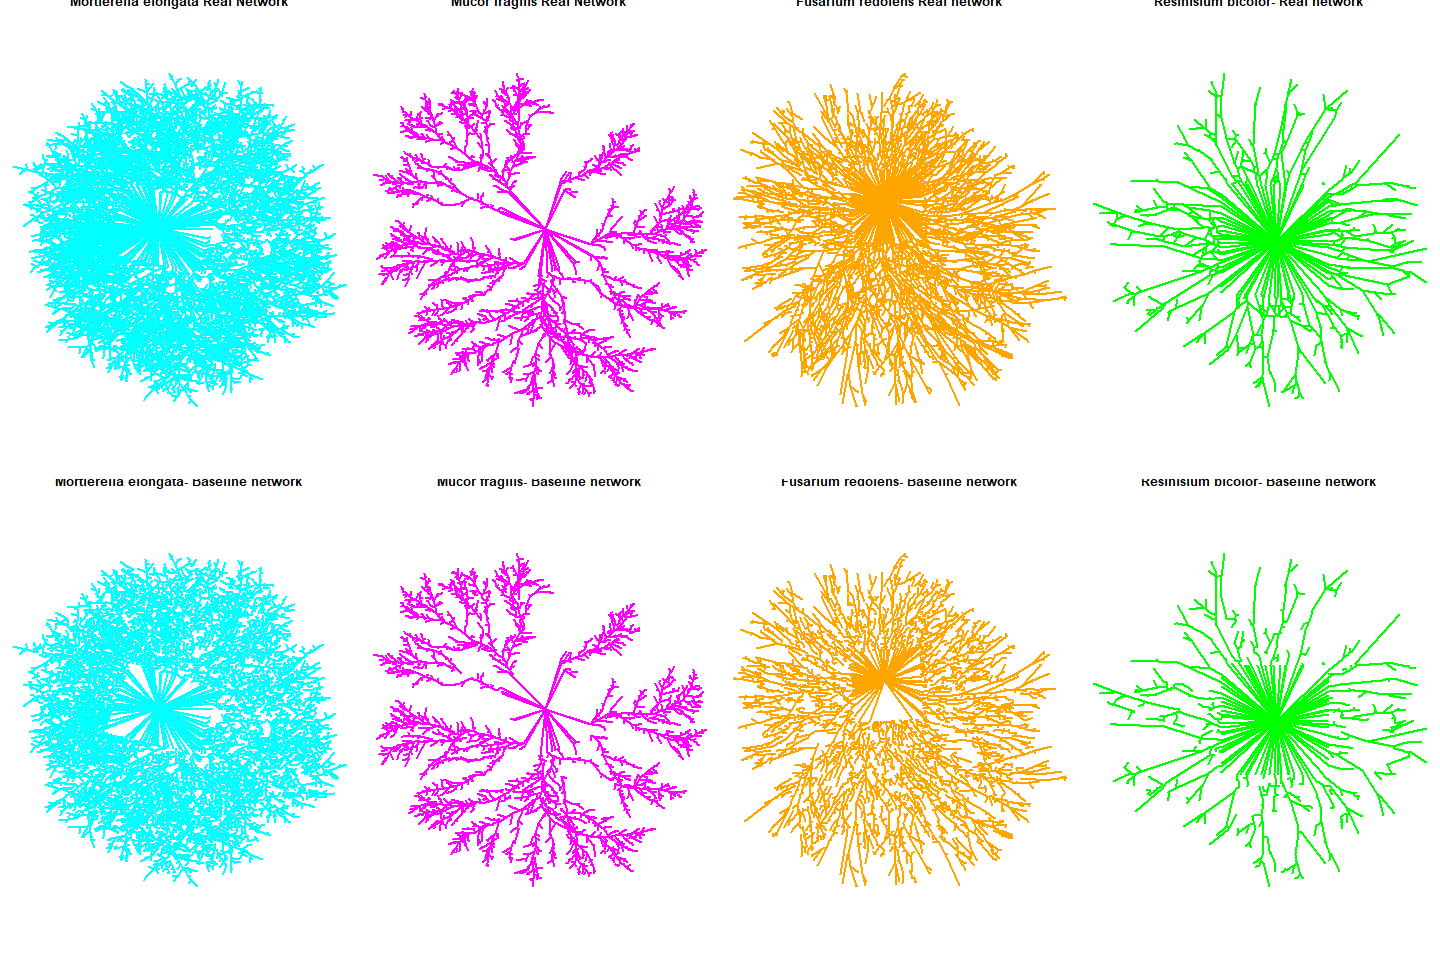 Mortierella elongata Real Network
Mucor fragilis Real Network
Fusarium redolens Real network
Resinisium bicolor- Real network
Mortierella elongata- Baseline network
Mucor fragilis- Baseline network
Fusarium redolens- Baseline network
Resinisium bicolor- Baseline network